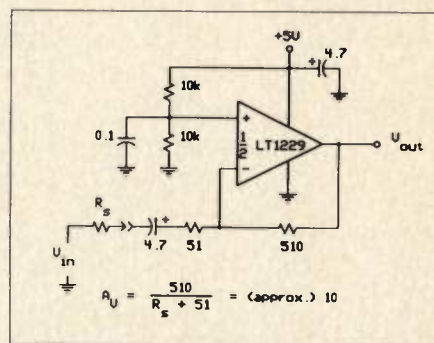 +5V
+ 4.7
10k
0.1
10k
+
1/2 LT1229
-
V out
R s
+
4.7
51
510
V in
A V = 510 / R s + 51 = (approx.) 10